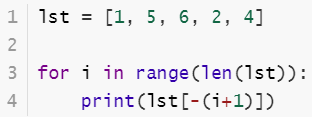 1 lst = [1, 5, 6, 2, 4]
2
3 for i in range(len(lst)):
4     print(lst[-(i+1)])